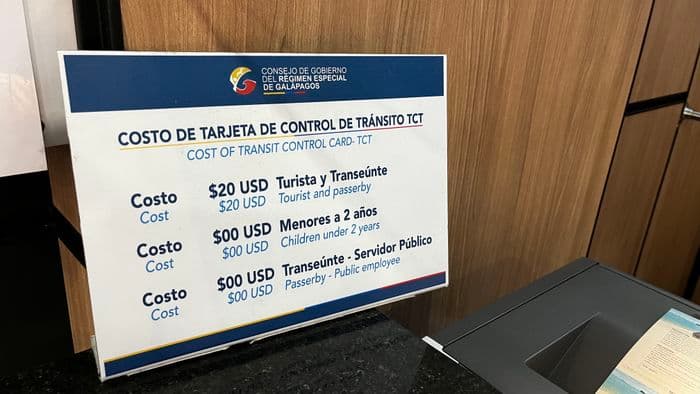 CONSEJO DE GOBIERNO
DEL RÉGIMEN ESPECIAL
DE GALÁPAGOS
COSTO DE TARJETA DE CONTROL DE TRÁNSITO TCT
COST OF TRANSIT CONTROL CARD- TCT
Costo $20 USD Turista y Transeúnte
Cost $20 USD Tourist and passerby
Costo $00 USD Menores a 2 años
Cost $00 USD Children under 2 years
Costo $00 USD Transeúnte - Servidor Público
Cost $00 USD Passerby - Public employee